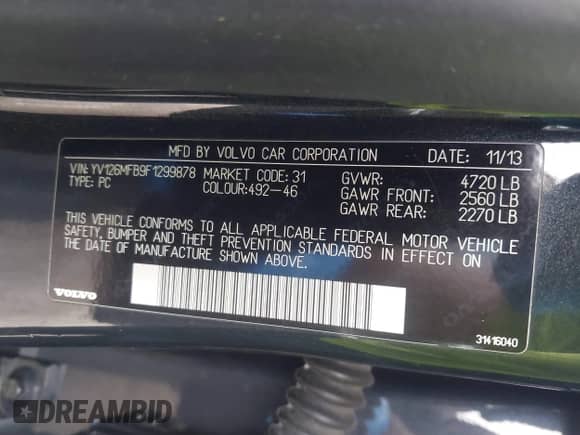 MFD BY VOLVO CAR CORPORATION DATE: 11/13
VIN: YV126MFB9F1299878 MARKET CODE: 31 GVWR: 4720 LB
TYPE: PC COLOUR:492-46 GAWR FRONT: 2560 LB
GAWR REAR: 2270 LB
THIS VEHICLE CONFORMS TO ALL APPLICABLE FEDERAL MOTOR VEHICLE
SAFETY, BUMPER AND THEFT PREVENTION STANDARDS IN EFFECT ON
THE DATE OF MANUFACTURE SHOWN ABOVE.
VOLVO
31416040
DREAMBID